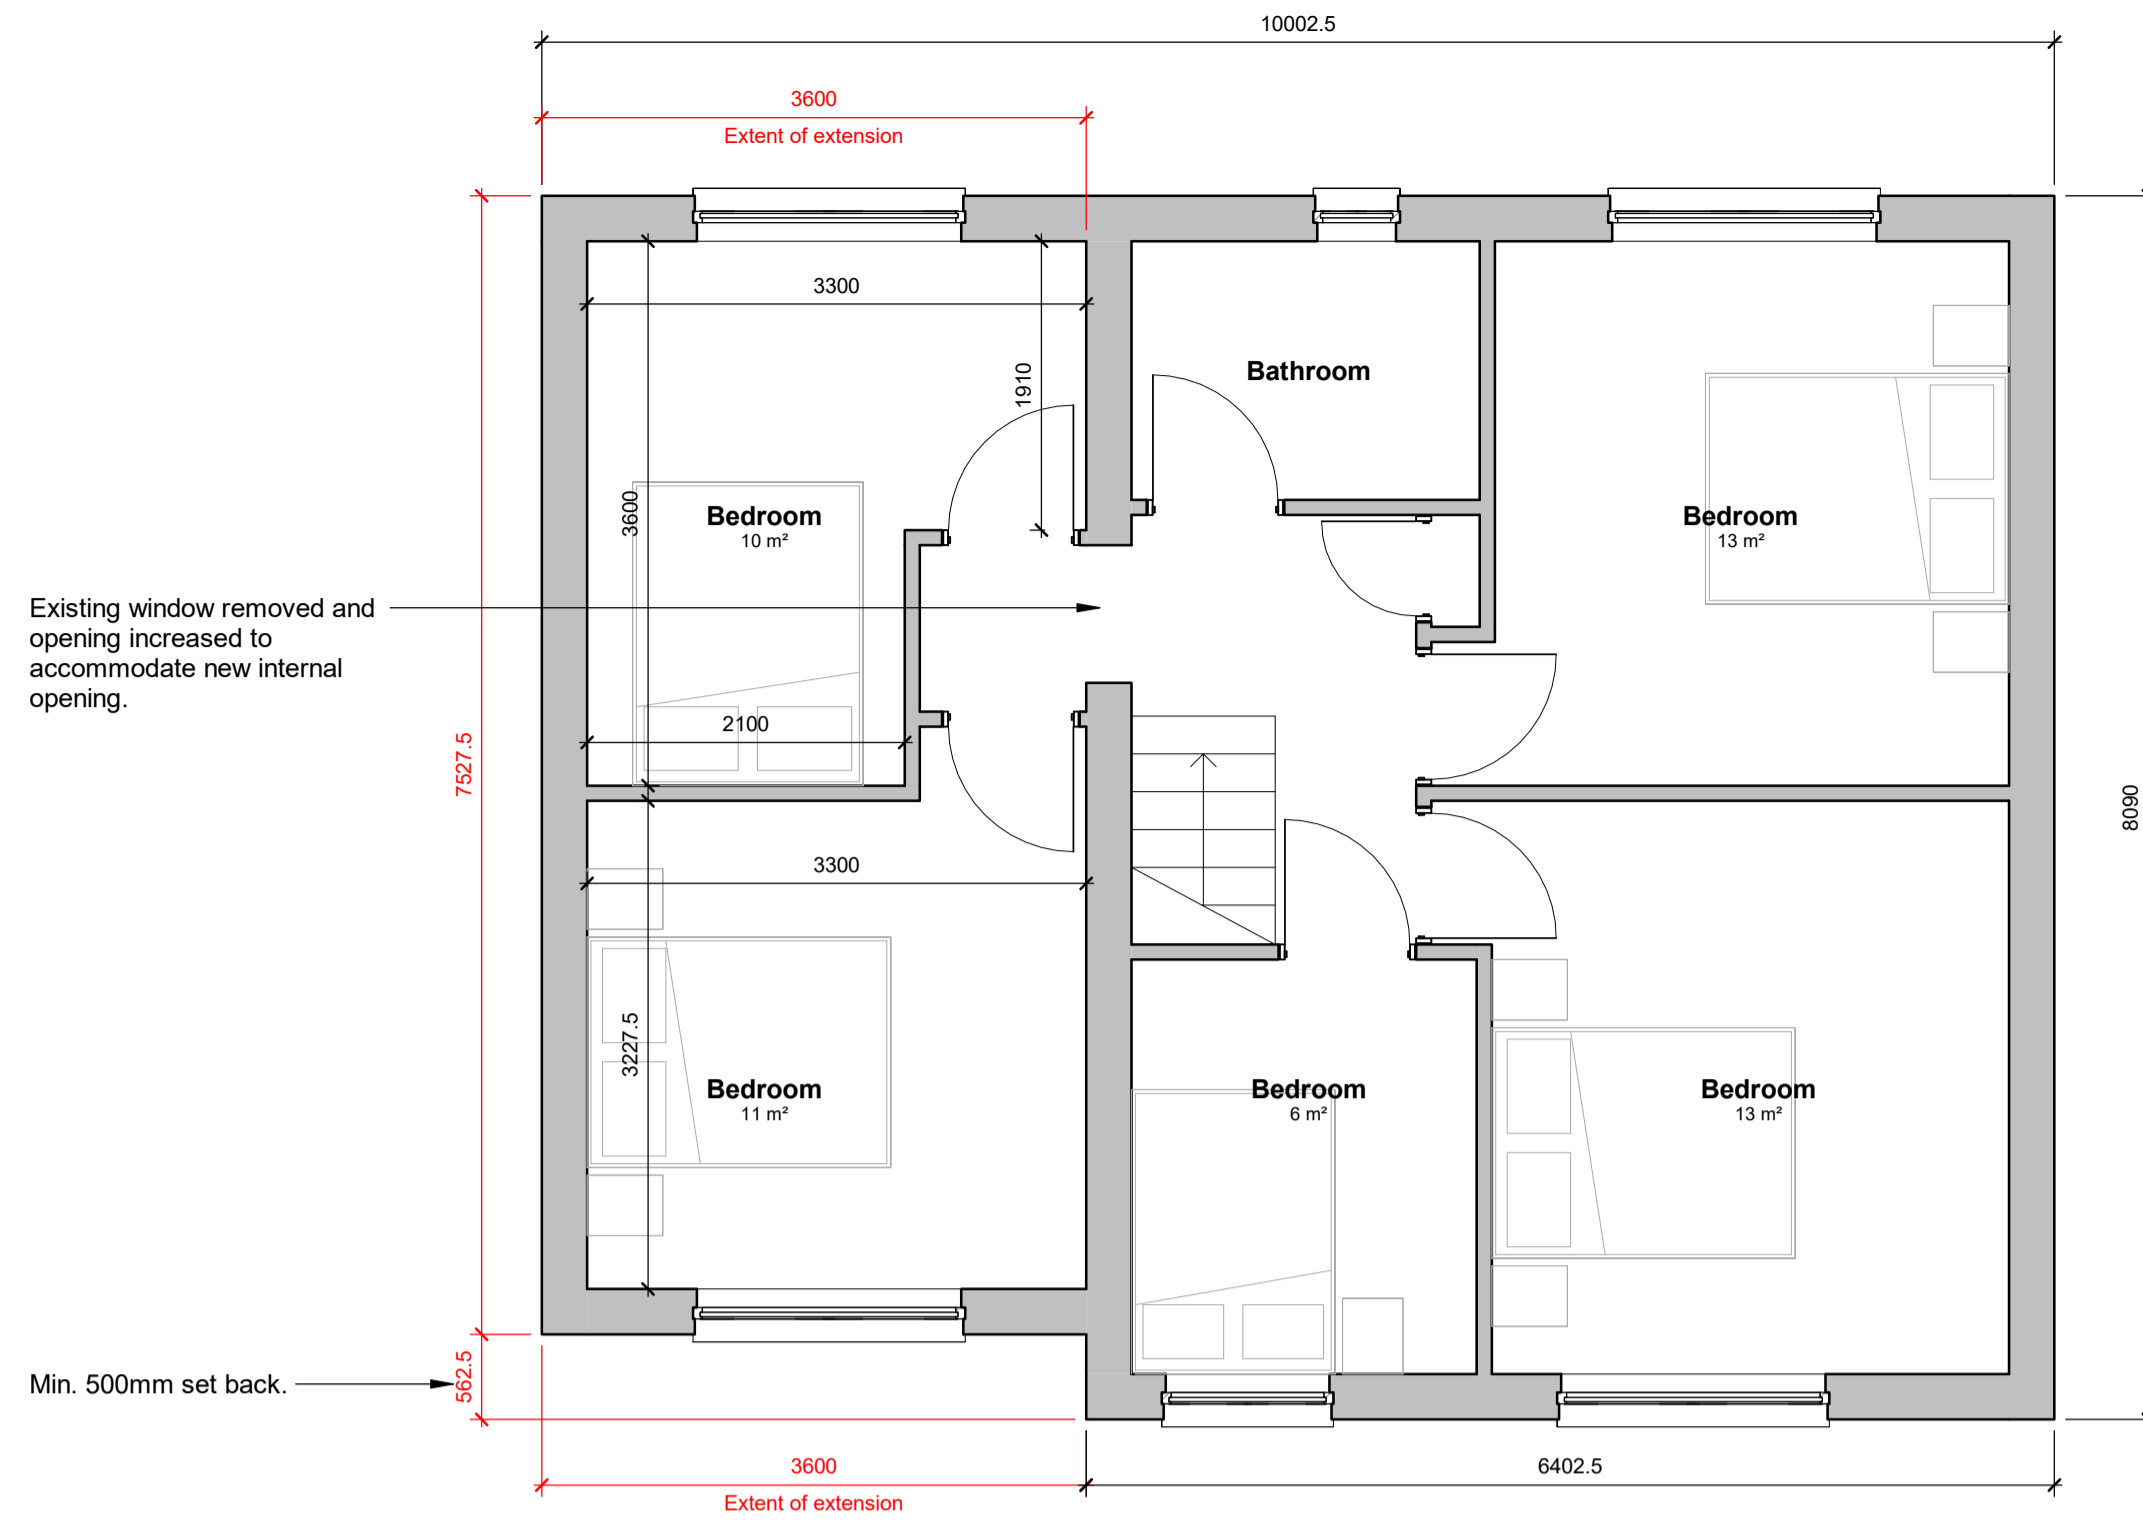 10002.5
3600
Extent of extension
3300
1910
Bathroom
3600
Bedroom
10 m²
Bedroom
13 m²
Existing window removed and
opening increased to
accommodate new internal
opening.
2100
7527.5
8090
3300
3227.5
Bedroom
11 m²
Bedroom
6 m²
Bedroom
13 m²
Min. 500mm set back.
562.5
3600
Extent of extension
6402.5